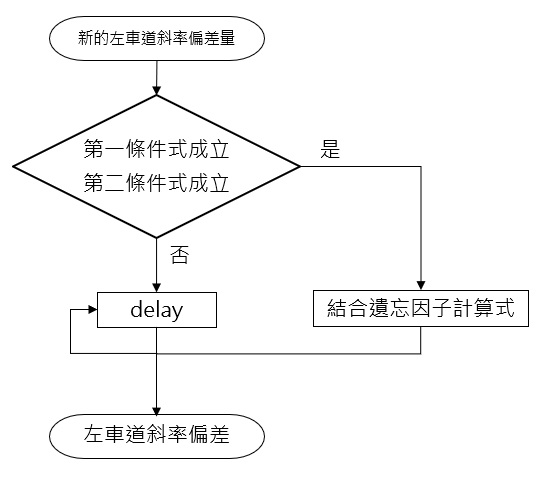 新的左車道斜率偏差量
第一條件式成立
第二條件式成立
是
否
delay
結合遺忘因子計算式
左車道斜率偏差